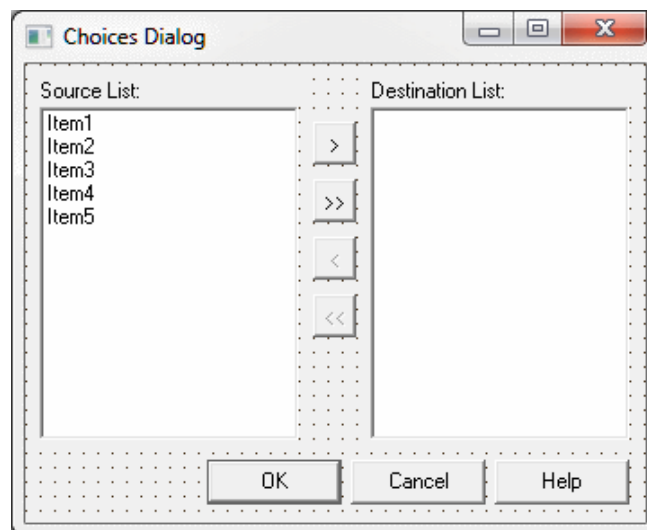 Choices Dialog
Source List:
Destination List:
Item1
Item2
Item3
Item4
Item5
>
>>
<
<<
OK
Cancel
Help